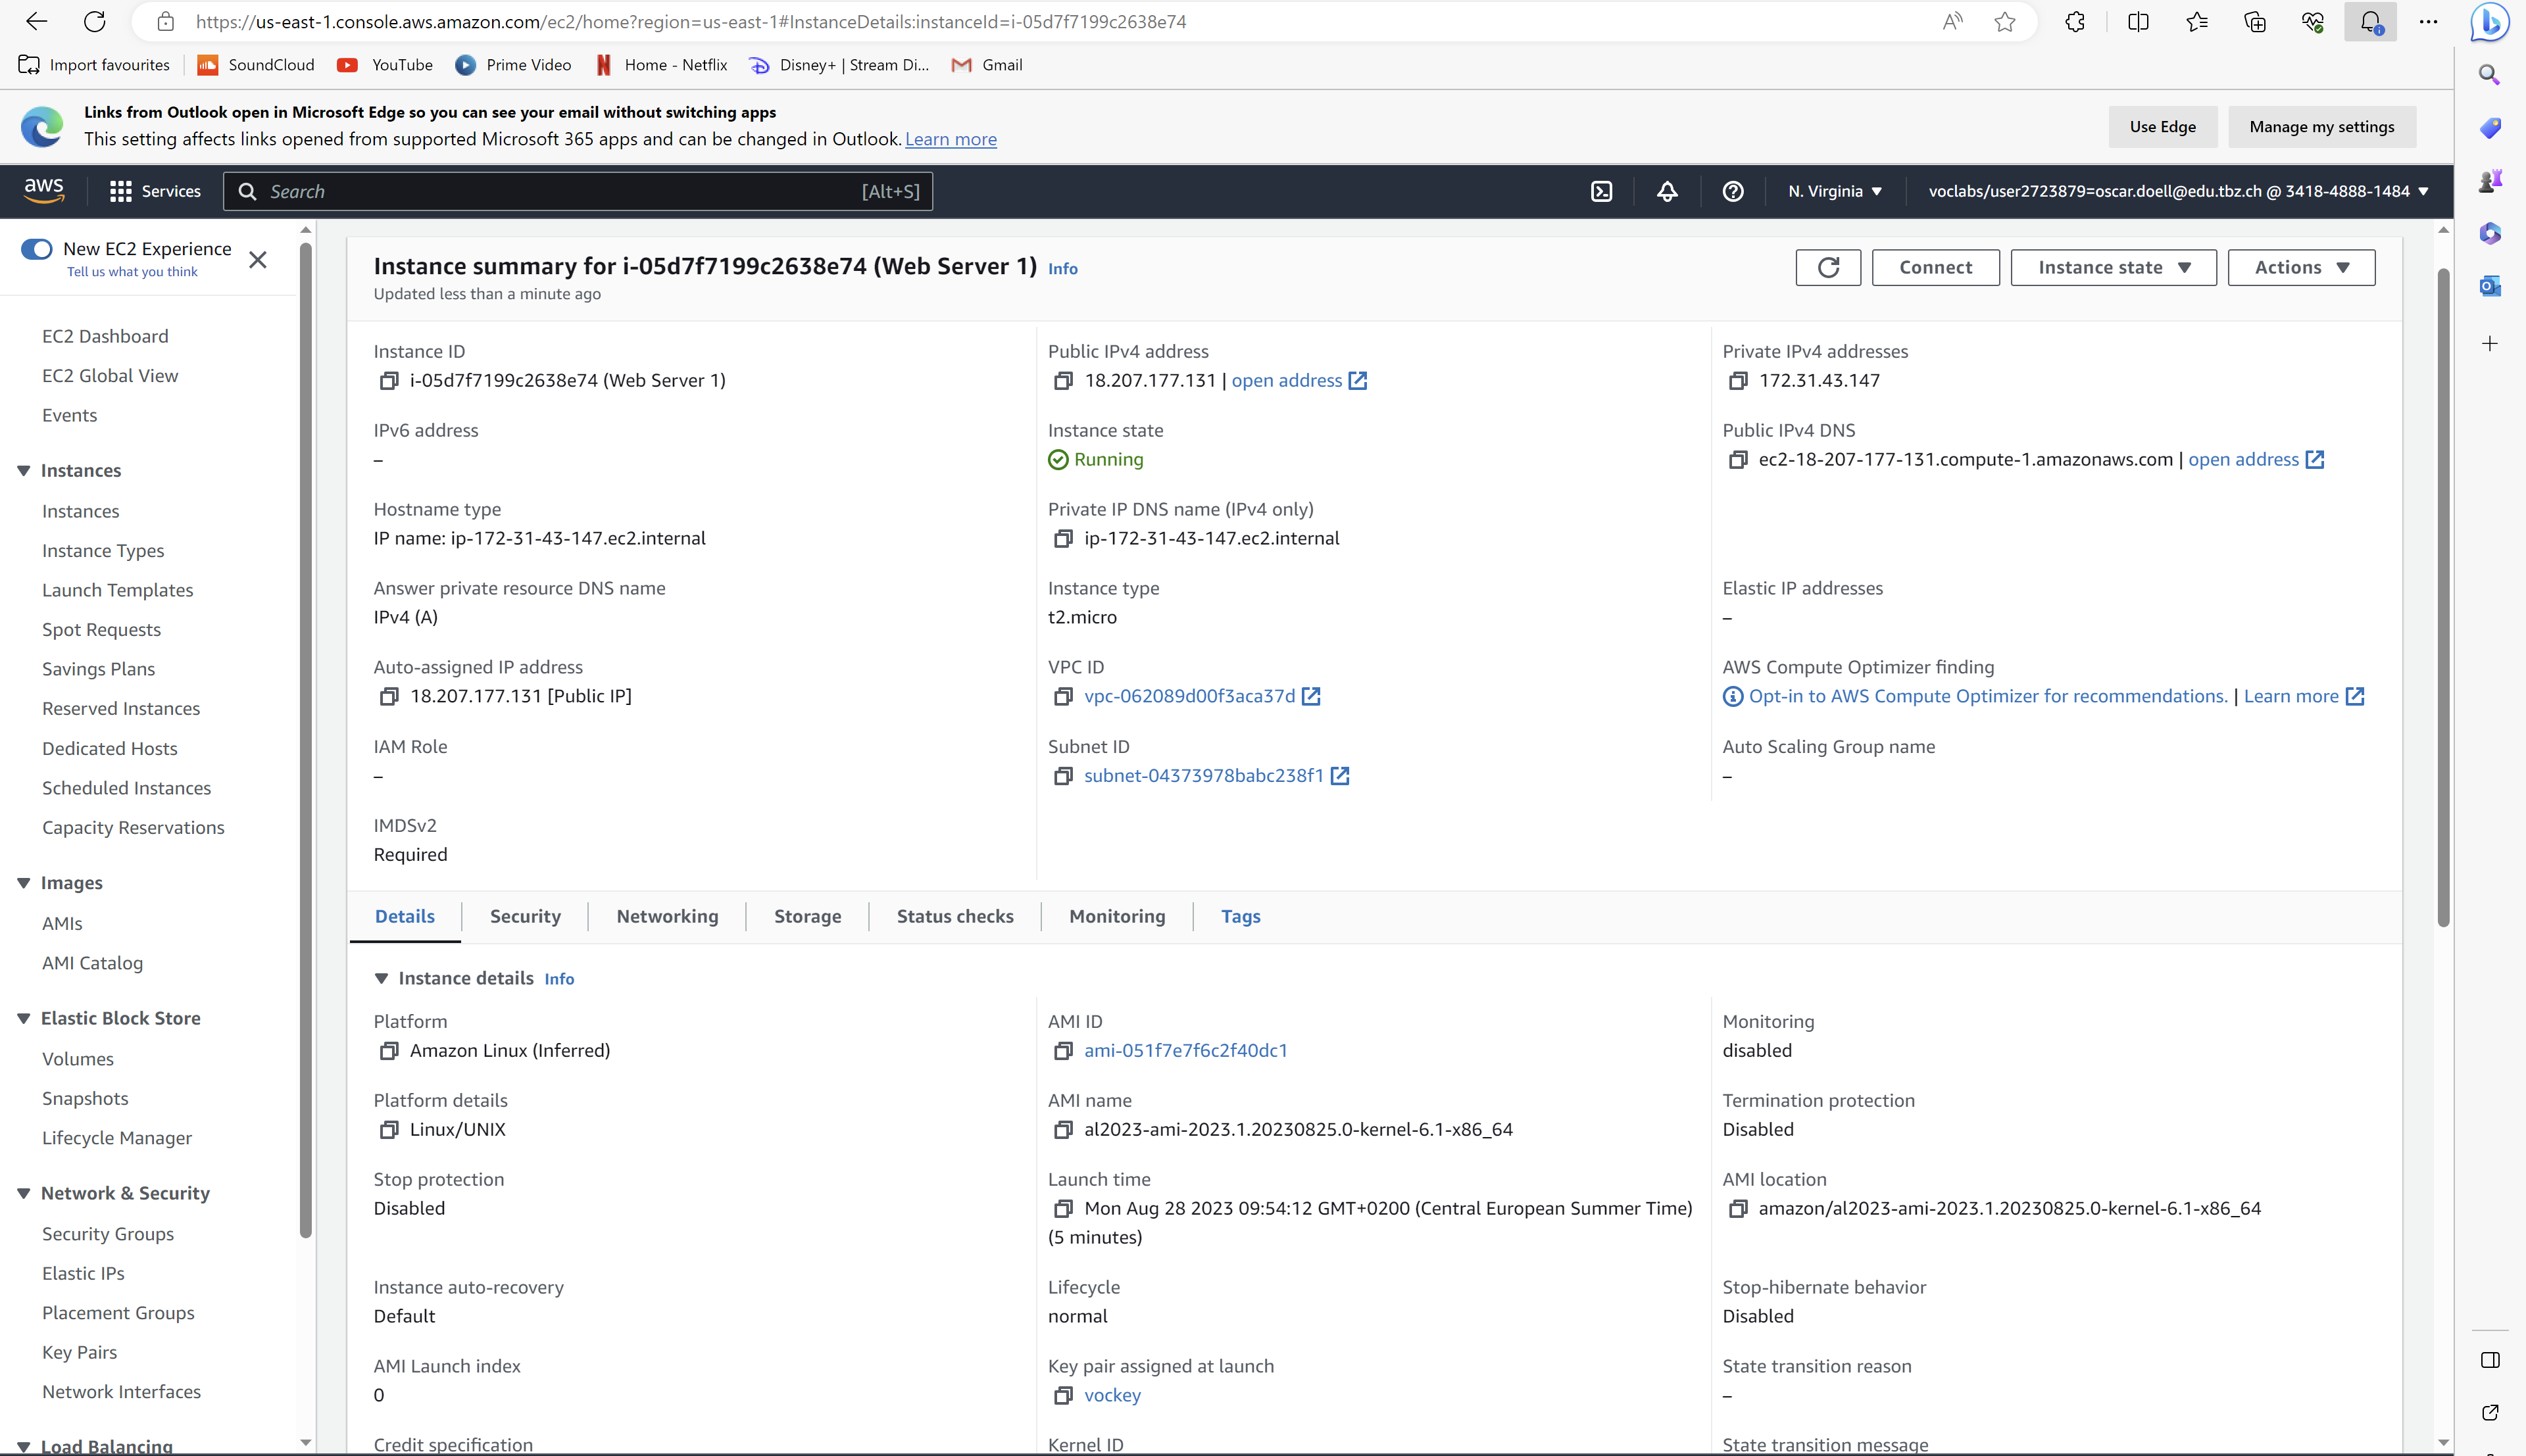 https://us-east-1.console.aws.amazon.com/ec2/home?region=us-east-1#InstanceDetails:instanceId=i-05d7f7199c2638e74
Import favourites SoundCloud YouTube Prime Video Home - Netflix Disney+ | Stream Di... Gmail
Links from Outlook open in Microsoft Edge so you can see your email without switching apps
This setting affects links opened from supported Microsoft 365 apps and can be changed in Outlook. Learn more
Use Edge Manage my settings
aws Services Search [Alt+S] N. Virginia voclabs/user2723879=oscar.doell@edu.tbz.ch @ 3418-4888-1484
New EC2 Experience
Tell us what you think
EC2 Dashboard
EC2 Global View
Events
Instances
Instances
Instance Types
Launch Templates
Spot Requests
Savings Plans
Reserved Instances
Dedicated Hosts
Scheduled Instances
Capacity Reservations
Images
AMIs
AMI Catalog
Elastic Block Store
Volumes
Snapshots
Lifecycle Manager
Network & Security
Security Groups
Elastic IPs
Placement Groups
Key Pairs
Network Interfaces
Load Balancing
Instance summary for i-05d7f7199c2638e74 (Web Server 1) Info
Updated less than a minute ago
Connect Instance state Actions
Instance ID
i-05d7f7199c2638e74 (Web Server 1)
Public IPv4 address
18.207.177.131 | open address
Private IPv4 addresses
172.31.43.147
IPv6 address
–
Instance state
Running
Public IPv4 DNS
ec2-18-207-177-131.compute-1.amazonaws.com | open address
Hostname type
IP name: ip-172-31-43-147.ec2.internal
Private IP DNS name (IPv4 only)
ip-172-31-43-147.ec2.internal
Answer private resource DNS name
IPv4 (A)
Instance type
t2.micro
Elastic IP addresses
–
Auto-assigned IP address
18.207.177.131 [Public IP]
VPC ID
vpc-062089d00f3aca37d
AWS Compute Optimizer finding
Opt-in to AWS Compute Optimizer for recommendations. | Learn more
IAM Role
–
Subnet ID
subnet-04373978babc238f1
Auto Scaling Group name
–
IMDSv2
Required
Details Security Networking Storage Status checks Monitoring Tags
Instance details Info
Platform
Amazon Linux (Inferred)
AMI ID
ami-051f7e7f6c2f40dc1
Monitoring
disabled
Platform details
Linux/UNIX
AMI name
al2023-ami-2023.1.20230825.0-kernel-6.1-x86_64
Termination protection
Disabled
Stop protection
Disabled
Launch time
Mon Aug 28 2023 09:54:12 GMT+0200 (Central European Summer Time)
(5 minutes)
AMI location
amazon/al2023-ami-2023.1.20230825.0-kernel-6.1-x86_64
Instance auto-recovery
Default
Lifecycle
normal
Stop-hibernate behavior
Disabled
AMI Launch index
0
Key pair assigned at launch
vockey
State transition reason
–
Credit specification
Kernel ID
State transition message